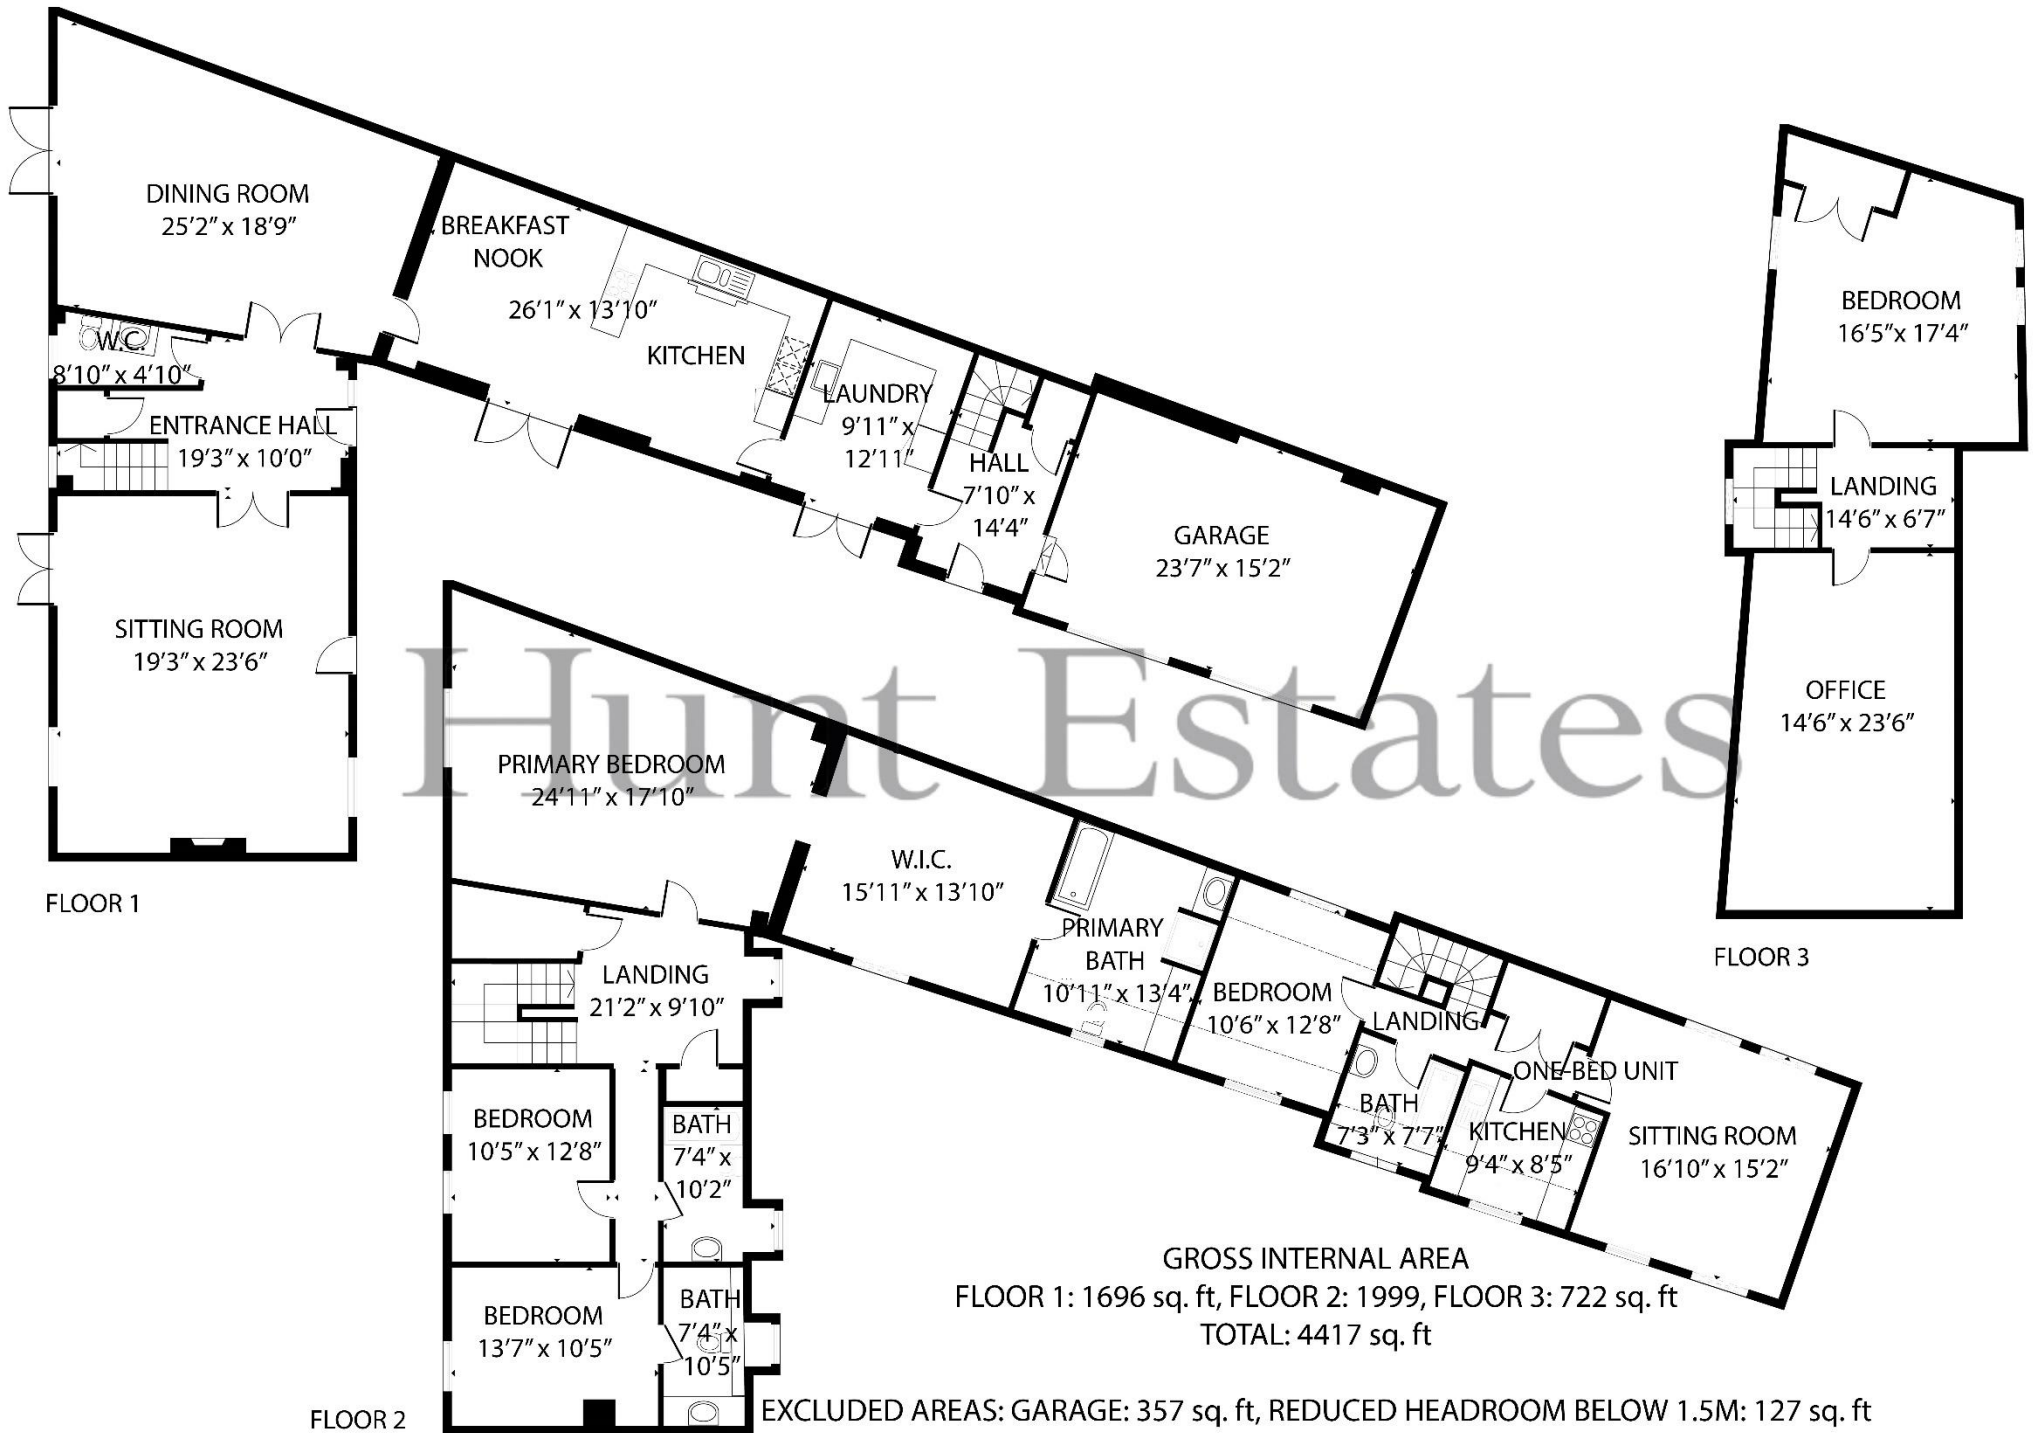 DINING ROOM
25'2" x 18'9"
BREAKFAST
NOOK
26'1" x 13'10"
KITCHEN
W.C.
8'10" x 4'10"
ENTRANCE HALL
19'3" x 10'0"
LAUNDRY
9'11" x
12'11"
HALL
7'10" x
14'4"
GARAGE
23'7" x 15'2"
SITTING ROOM
19'3" x 23'6"
FLOOR 1
BEDROOM
16'5" x 17'4"
LANDING
14'6" x 6'7"
OFFICE
14'6" x 23'6"
FLOOR 3
Hunt Estates
PRIMARY BEDROOM
24'11" x 17'10"
W.I.C.
15'11" x 13'10"
PRIMARY
BATH
10'11" x 13'4"
LANDING
21'2" x 9'10"
BEDROOM
10'6" x 12'8"
LANDING
ONE-BED UNIT
BATH
7'3" x 7'7"
KITCHEN
9'4" x 8'5"
SITTING ROOM
16'10" x 15'2"
BEDROOM
10'5" x 12'8"
BATH
7'4" x
10'2"
BEDROOM
13'7" x 10'5"
BATH
7'4" x
10'5"
FLOOR 2
GROSS INTERNAL AREA
FLOOR 1: 1696 sq. ft, FLOOR 2: 1999, FLOOR 3: 722 sq. ft
TOTAL: 4417 sq. ft
EXCLUDED AREAS: GARAGE: 357 sq. ft, REDUCED HEADROOM BELOW 1.5M: 127 sq. ft